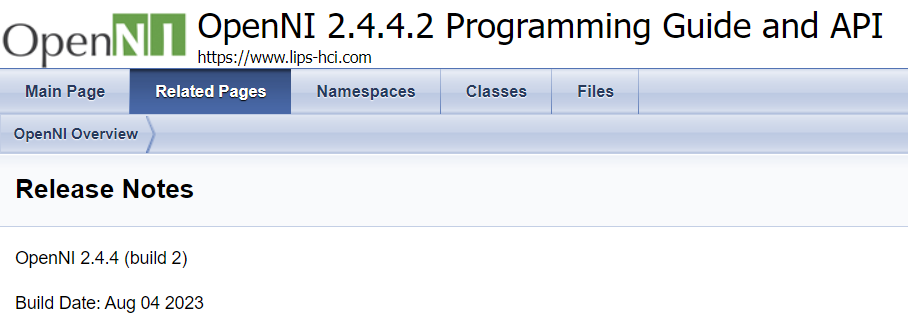 OpenNI
OpenNI 2.4.4.2 Programming Guide and API
https://www.lips-hci.com
Main Page Related Pages Namespaces Classes Files
OpenNI Overview
Release Notes
OpenNI 2.4.4 (build 2)
Build Date: Aug 04 2023